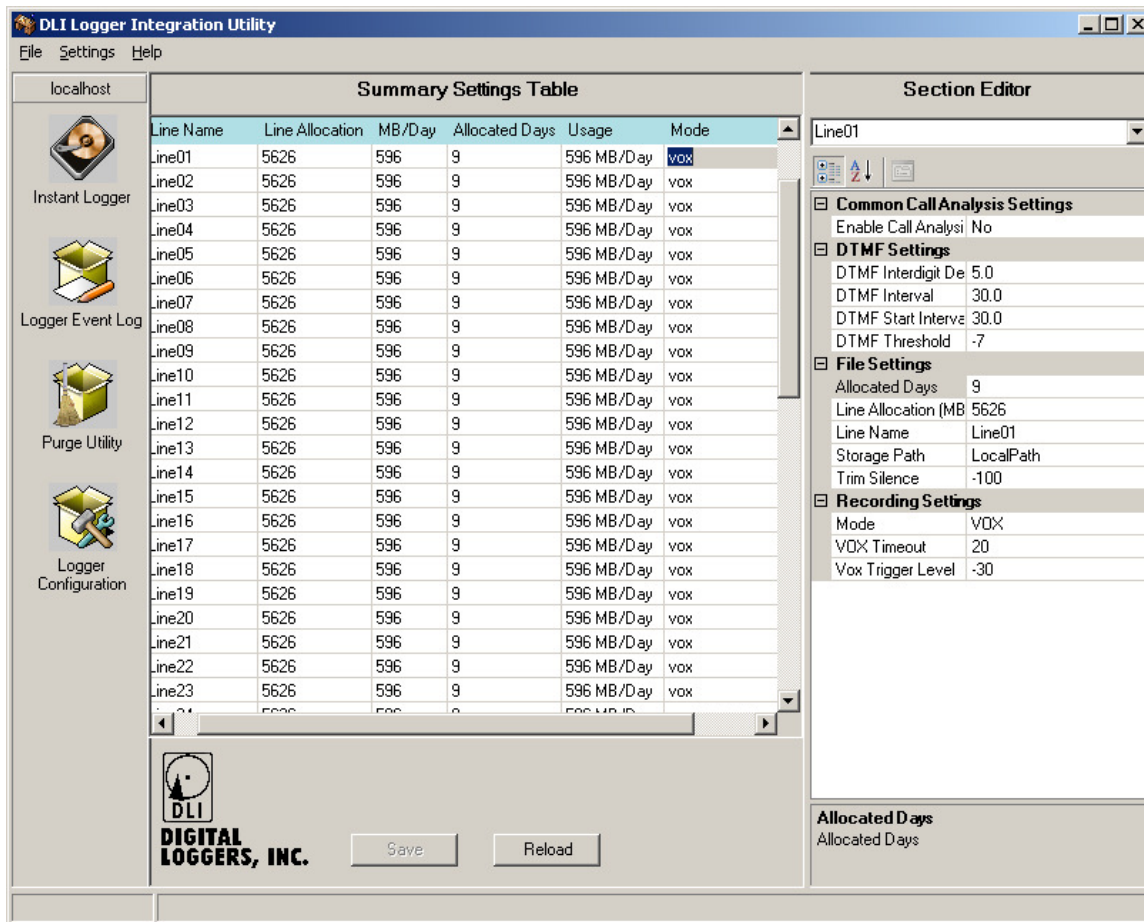 DLI Logger Integration Utility
File Settings Help
localhost
Instant Logger
Logger Event Log
Purge Utility
Logger
Configuration
Summary Settings Table
Line Name Line Allocation MB/Day Allocated Days Usage Mode
Line01 5626 596 9 596 MB/Day vox
Line02 5626 596 9 596 MB/Day vox
Line03 5626 596 9 596 MB/Day vox
Line04 5626 596 9 596 MB/Day vox
Line05 5626 596 9 596 MB/Day vox
Line06 5626 596 9 596 MB/Day vox
Line07 5626 596 9 596 MB/Day vox
Line08 5626 596 9 596 MB/Day vox
Line09 5626 596 9 596 MB/Day vox
Line10 5626 596 9 596 MB/Day vox
Line11 5626 596 9 596 MB/Day vox
Line12 5626 596 9 596 MB/Day vox
Line13 5626 596 9 596 MB/Day vox
Line14 5626 596 9 596 MB/Day vox
Line15 5626 596 9 596 MB/Day vox
Line16 5626 596 9 596 MB/Day vox
Line17 5626 596 9 596 MB/Day vox
Line18 5626 596 9 596 MB/Day vox
Line19 5626 596 9 596 MB/Day vox
Line20 5626 596 9 596 MB/Day vox
Line21 5626 596 9 596 MB/Day vox
Line22 5626 596 9 596 MB/Day vox
Line23 5626 596 9 596 MB/Day vox
DLI
DIGITAL
LOGGERS, INC.
Save Reload
Section Editor
Line01
A
Z
Common Call Analysis Settings
Enable Call Analysi No
DTMF Settings
DTMF Interdigit De 5.0
DTMF Interval 30.0
DTMF Start Interva 30.0
DTMF Threshold -7
File Settings
Allocated Days 9
Line Allocation (MB 5626
Line Name Line01
Storage Path LocalPath
Trim Silence -100
Recording Settings
Mode VOX
VOX Timeout 20
Vox Trigger Level -30
Allocated Days
Allocated Days